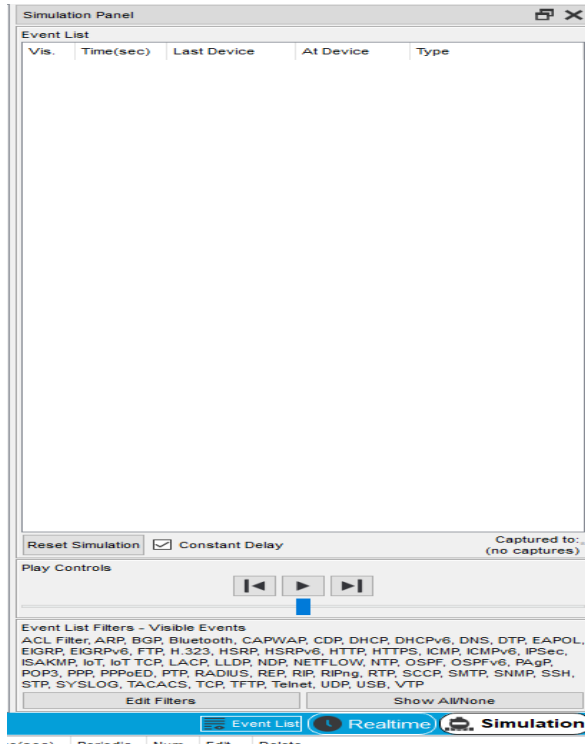 Simulation Panel
Event List
Vis. Time(sec) Last Device At Device Type
Reset Simulation Constant Delay Captured to:
(no captures)
Play Controls
Event List Filters - Visible Events
ACL Filter, ARP, BGP, Bluetooth, CAPWAP, CDP, DHCP, DHCPv6, DNS, DTP, EAPOL,
EIGRP, EIGRPv6, FTP, H.323, HSRP, HSRPv6, HTTP, HTTPS, ICMP, ICMPv6, IPSec,
ISAKMP, IoT, IoT TCP, LACP, LLDP, NDP, NETFLOW, NTP, OSPF, OSPFv6, PAgP,
POP3, PPP, PPPoED, PTP, RADIUS, REP, RIP, RIPng, RTP, SCCP, SMTP, SNMP, SSH,
STP, SYSLOG, TACACS, TCP, TFTP, Telnet, UDP, USB, VTP
Edit Filters Show All/None
Event List Realtime Simulation
Periodic Num Edit Delete